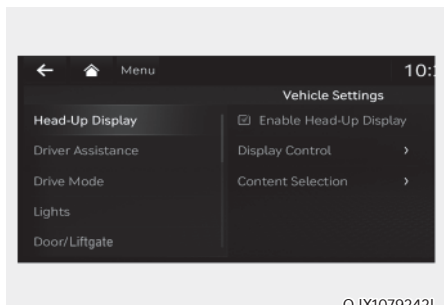 Menu 10:
Vehicle Settings
Head-Up Display
Enable Head-Up Display
Driver Assistance
Display Control
Drive Mode
Content Selection
Lights
Door/Liftgate